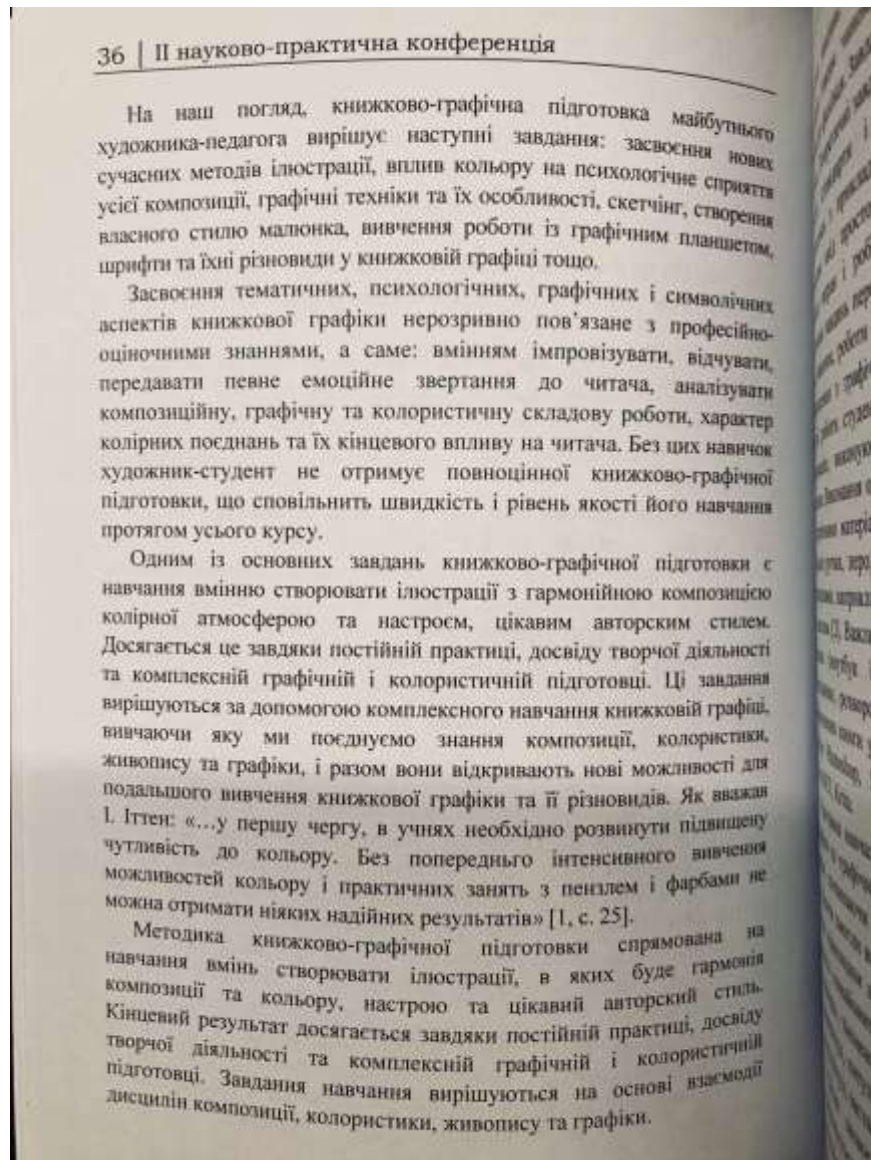 36 | II науково-практична конференція
На наш погляд, книжково-графічна підготовка майбутнього
художника-педагога вирішує наступні завдання: засвоєння нових
сучасних методів ілюстрації, вплив кольору на психологічне сприяття
усієї композиції, графічні техніки та їх особливості, скетчінг, створення
власного стилю малюнка, вивчення роботи із графічним планшетом,
шрифти та їхні різновиди у книжковій графіці тощо.
Засвоєння тематичних, психологічних, графічних і символічних
аспектів книжкової графіки нерозривно пов’язане з професійно-
оціночними знаннями, а саме: вмінням імпровізувати, відчувати,
передавати певне емоційне звертання до читача, аналізувати
композиційну, графічну та колористичну складову роботи, характер
колірних поєднань та їх кінцевого впливу на читача. Без цих навичок
художник-студент не отримує повноцінної книжково-графічної
підготовки, що сповільнить швидкість і рівень якості його навчання
протягом усього курсу.
Одним із основних завдань книжково-графічної підготовки є
навчання вмінню створювати ілюстрації з гармонійною композицією
колірної атмосферою та настроєм, цікавим авторским стилем.
Досягається це завдяки постійній практиці, досвіду творчої діяльності
та комплексній графічній і колористичній підготовці. Ці завдання
вирішуються за допомогою комплексного навчання книжковій графіці,
вивчаючи яку ми поєднуємо знання композиції, колористики,
живопису та графіки, і разом вони відкривають нові можливості для
подальшого вивчення книжкової графіки та її різновидів. Як вважав
І. Іттен: «…у першу чергу, в учнях необхідно розвинути підвищену
чутливість до кольору. Без попередньго інтенсивного вивчення
можливостей кольору і практичних занять з пензлем і фарбами не
можна отримати ніяких надійних результатів» [1, с. 25].
Методика книжково-графічної підготовки спрямована на
навчання вмінь створювати ілюстрації, в яких буде гармонія
композиції та кольору, настрою та цікавий авторский стиль.
Кінцевий результат досягається завдяки постійній практиці, досвіду
творчої діяльності та комплексній графічній і колористичній
підготовці. Завдання навчання вирішуються на основі взаємодії
дисциплін композиції, колористики, живопису та графіки.